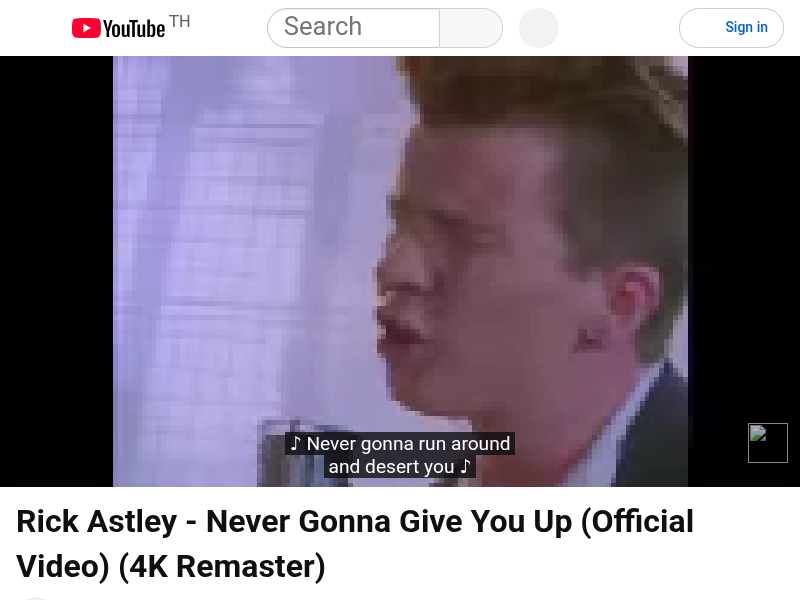 YouTube TH
Search
Sign in
♪ Never gonna run around
and desert you ♪
Rick Astley - Never Gonna Give You Up (Official
Video) (4K Remaster)